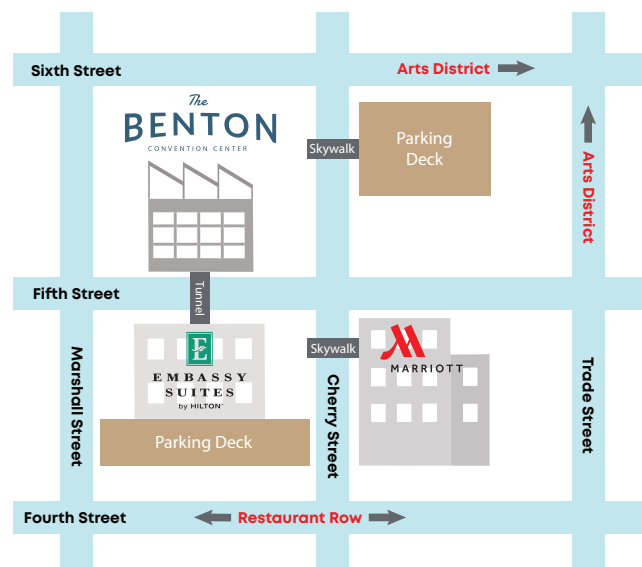 Sixth Street
Arts District
The
BENTON
CONVENTION CENTER
Skywalk
Parking
Deck
Arts District
Fifth Street
Tunnel
E
EMBASSY
SUITES
by HILTON™
Skywalk
MARRIOTT
Marshall Street
Cherry Street
Trade Street
Parking Deck
Fourth Street
Restaurant Row